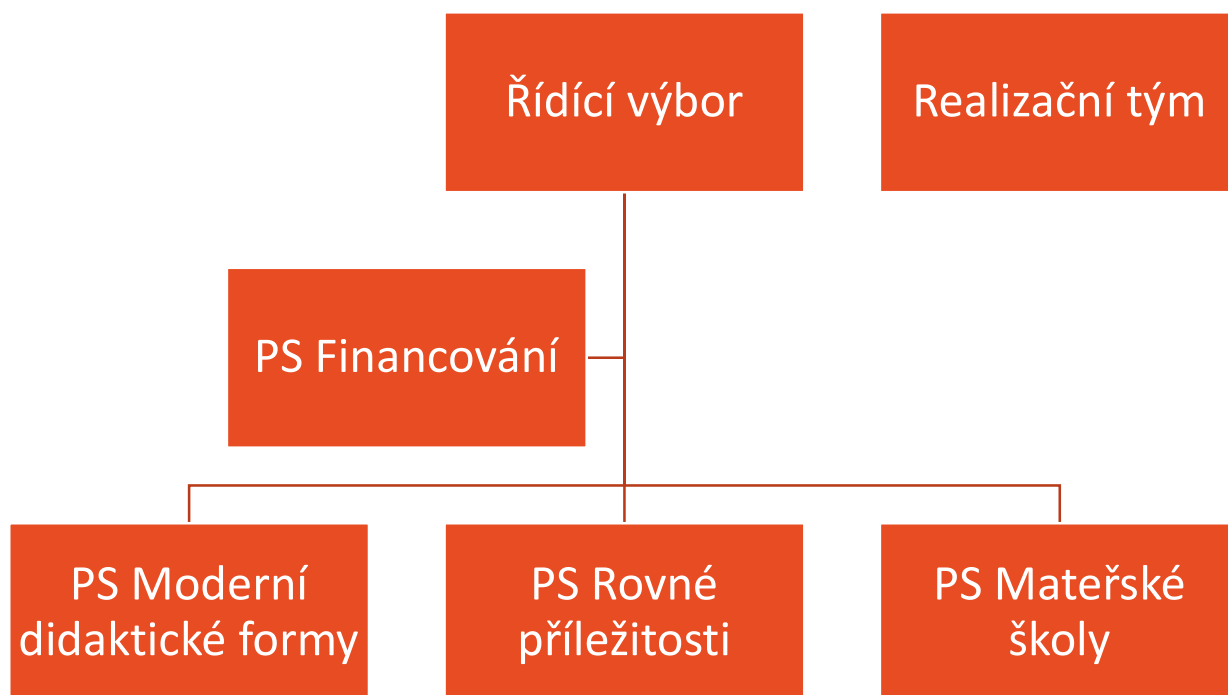 Řídící výbor
Realizační tým
PS Financování
PS Moderní
didaktické formy
PS Rovné
příležitosti
PS Mateřské
školy